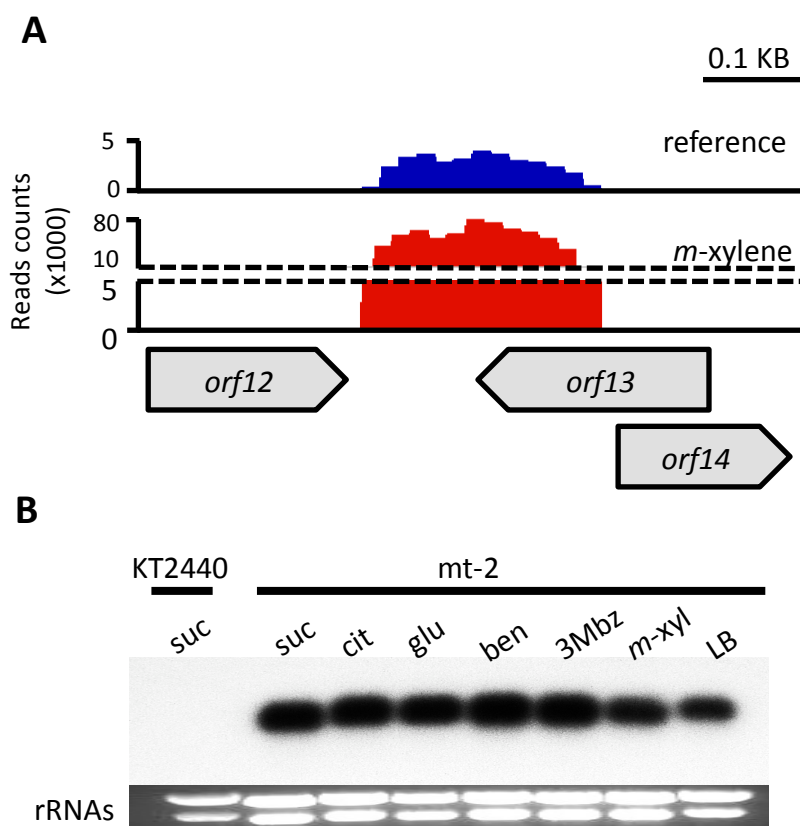 A
0.1 KB
5
reference
0
Reads counts
(x1000)
80
10
m-xylene
5
0
orf12
orf13
orf14
B
KT2440
mt-2
suc
suc
cit
glu
ben
3Mbz
m-xyl
LB
rRNAs